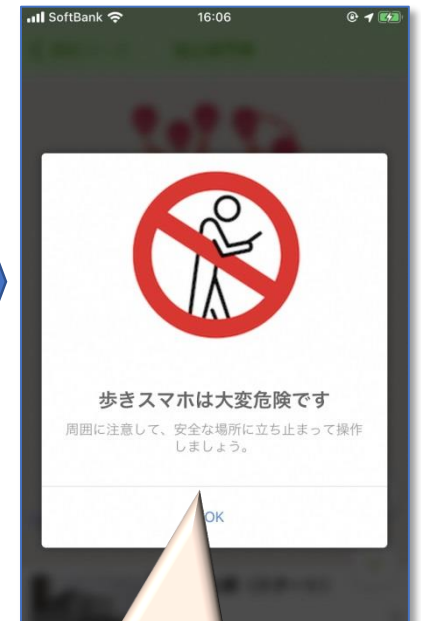 SoftBank 16:06
歩きスマホは大変危険です
周囲に注意して、安全な場所に立ち止まって操作
しましょう。
OK